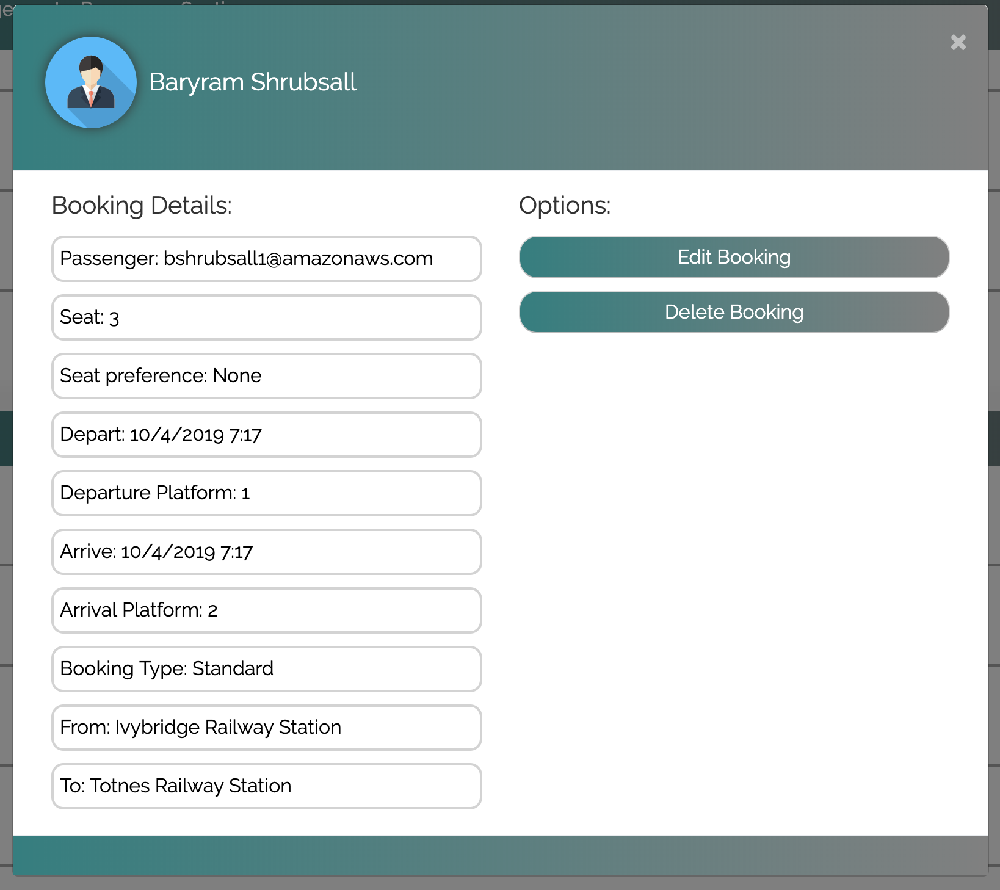 Baryram Shrubsall
Booking Details:
Passenger: bshrubsall1@amazonaws.com
Seat: 3
Seat preference: None
Depart: 10/4/2019 7:17
Departure Platform: 1
Arrive: 10/4/2019 7:17
Arrival Platform: 2
Booking Type: Standard
From: Ivybridge Railway Station
To: Totnes Railway Station
Options:
Edit Booking
Delete Booking